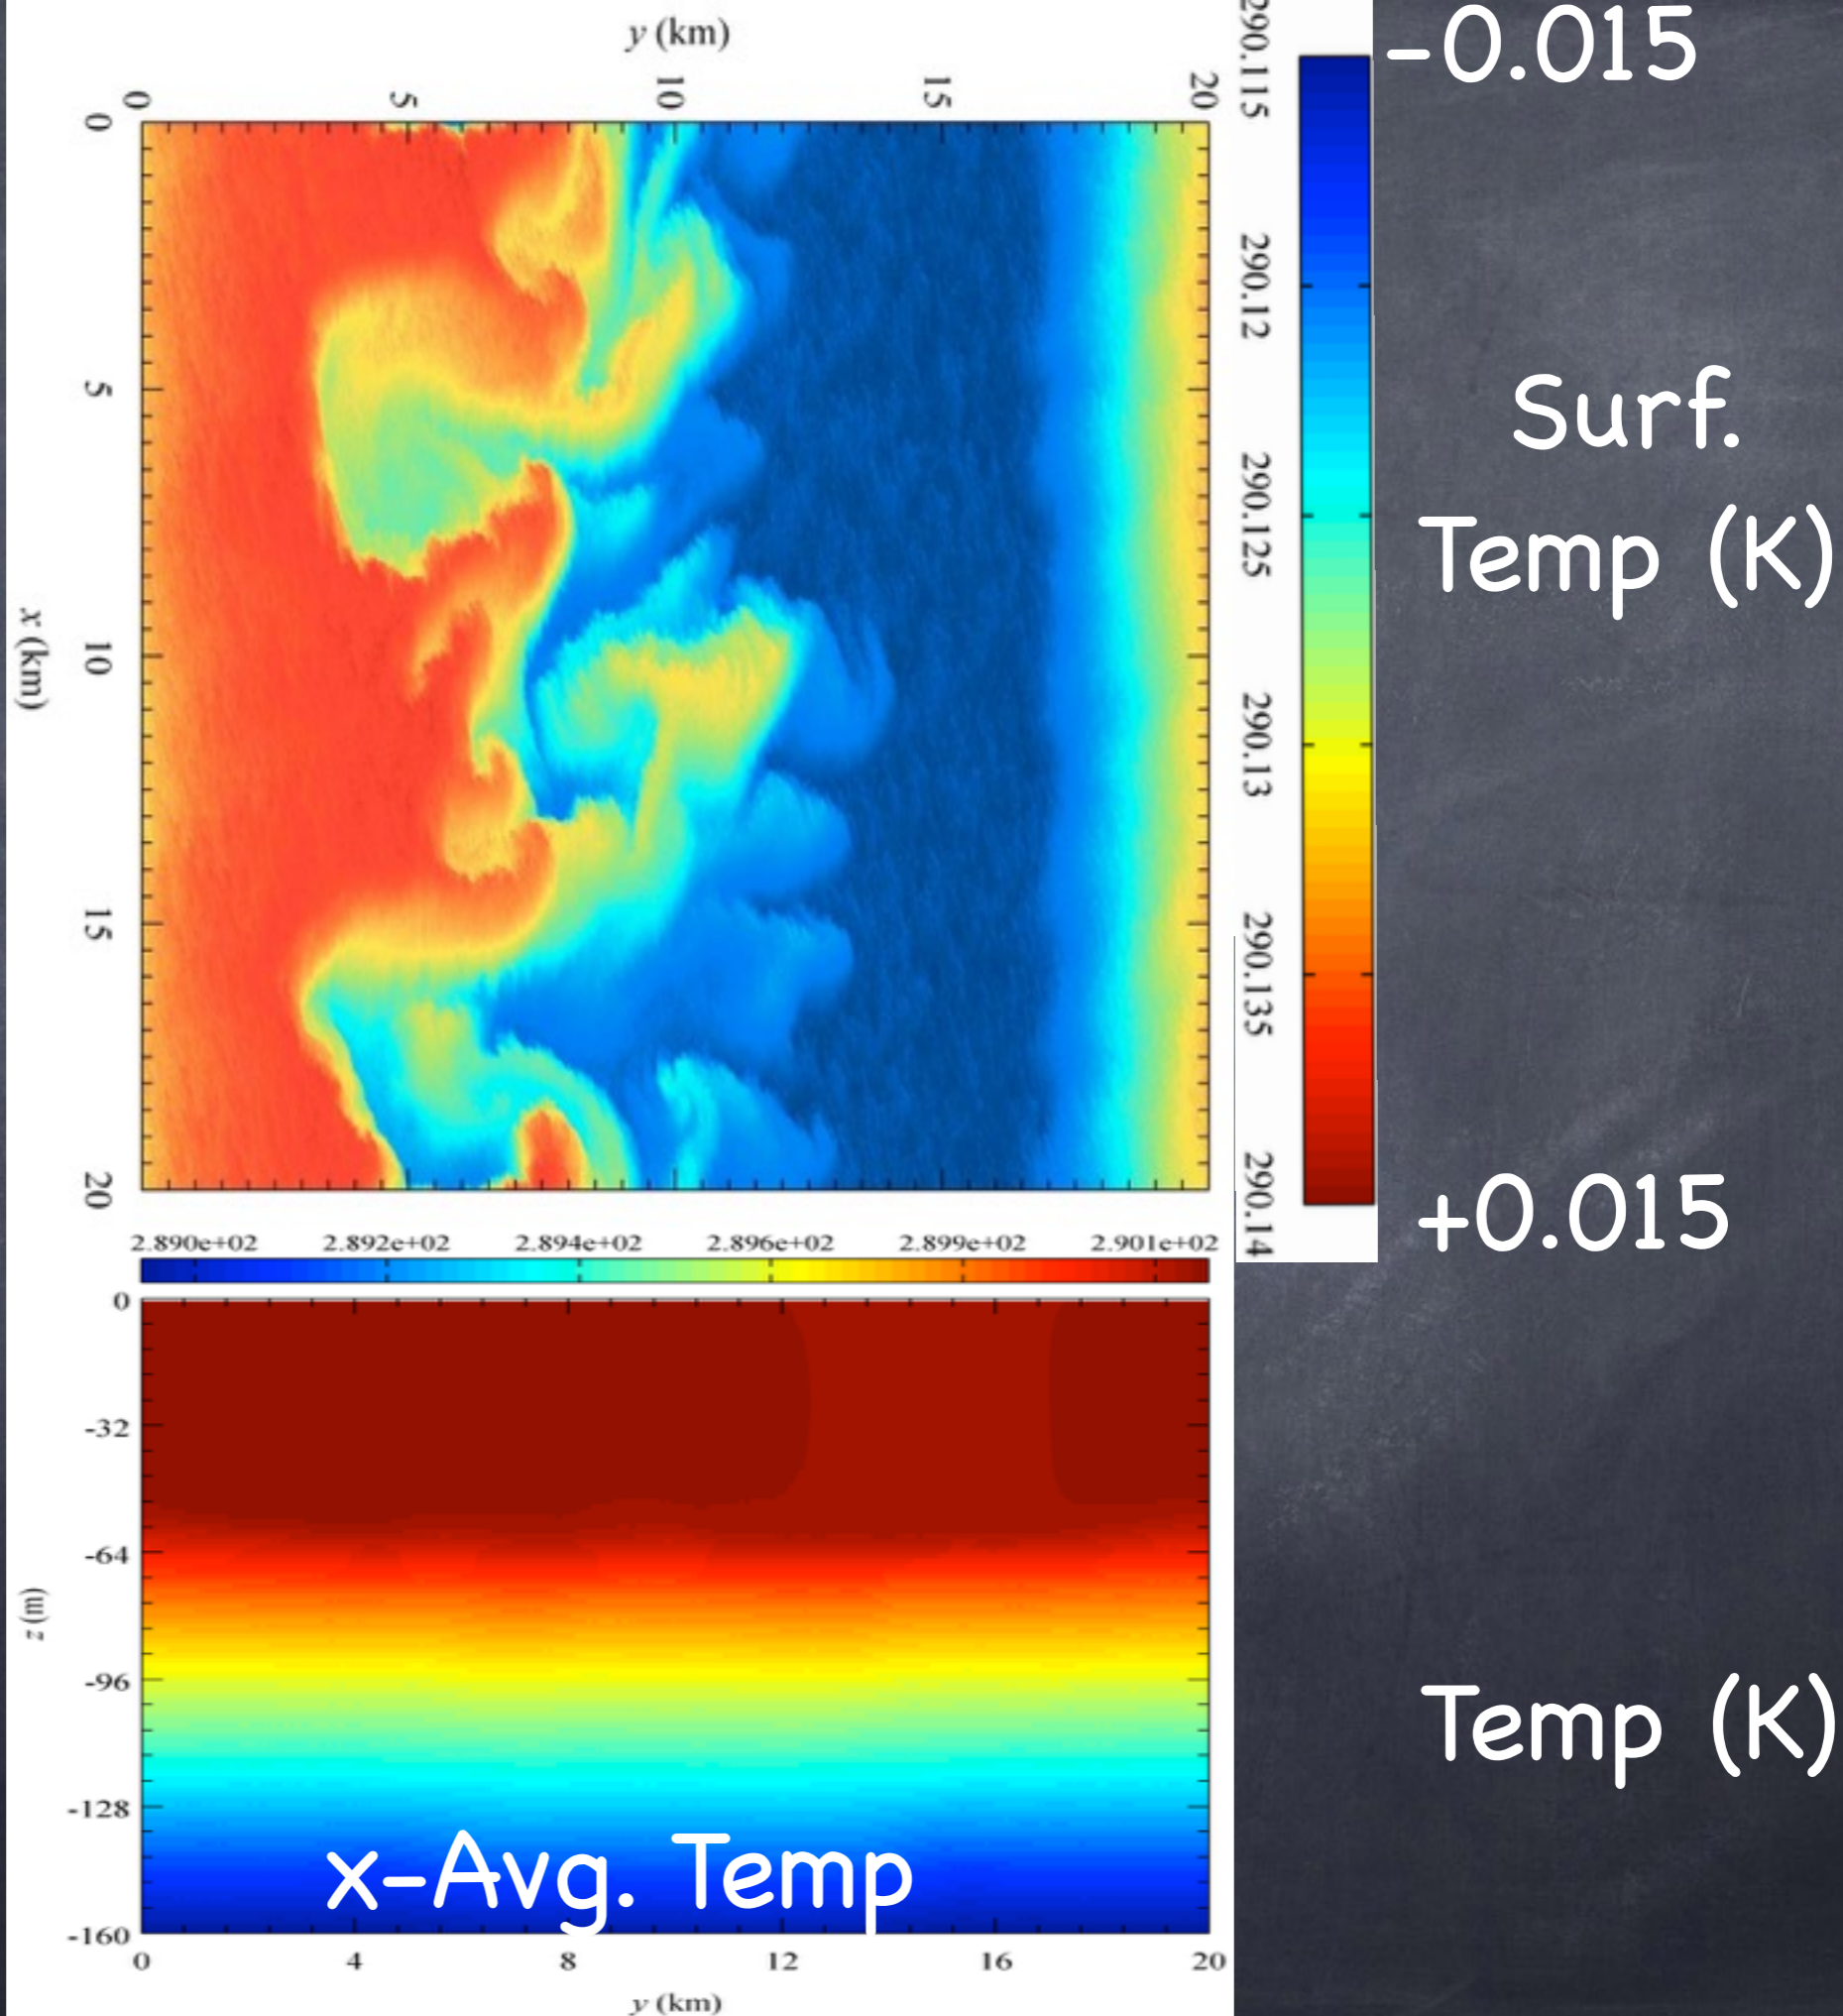 y (km)
0 5 10 15 20
0
5
10
15
20
x (km)
290.115
290.12
290.125
290.13
290.135
290.14
-0.015
Surf.
Temp (K)
+0.015
2.890e+02 2.892e+02 2.894e+02 2.896e+02 2.899e+02 2.901e+02
0
-32
-64
-96
-128
-160
z (m)
Temp (K)
x-Avg. Temp
0 4 8 12 16 20
y (km)